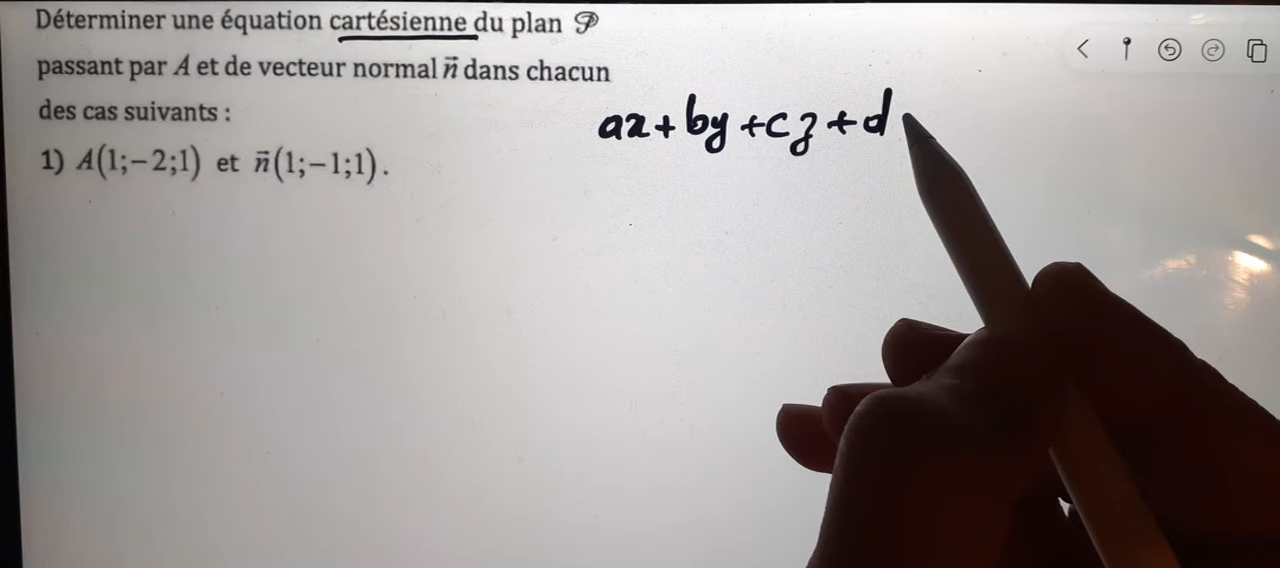 Déterminer une équation cartésienne du plan 𝒫
passant par A et de vecteur normal n⃗ dans chacun
des cas suivants :
1) A(1;−2;1) et n⃗(1;−1;1).
ax+by+cz+d